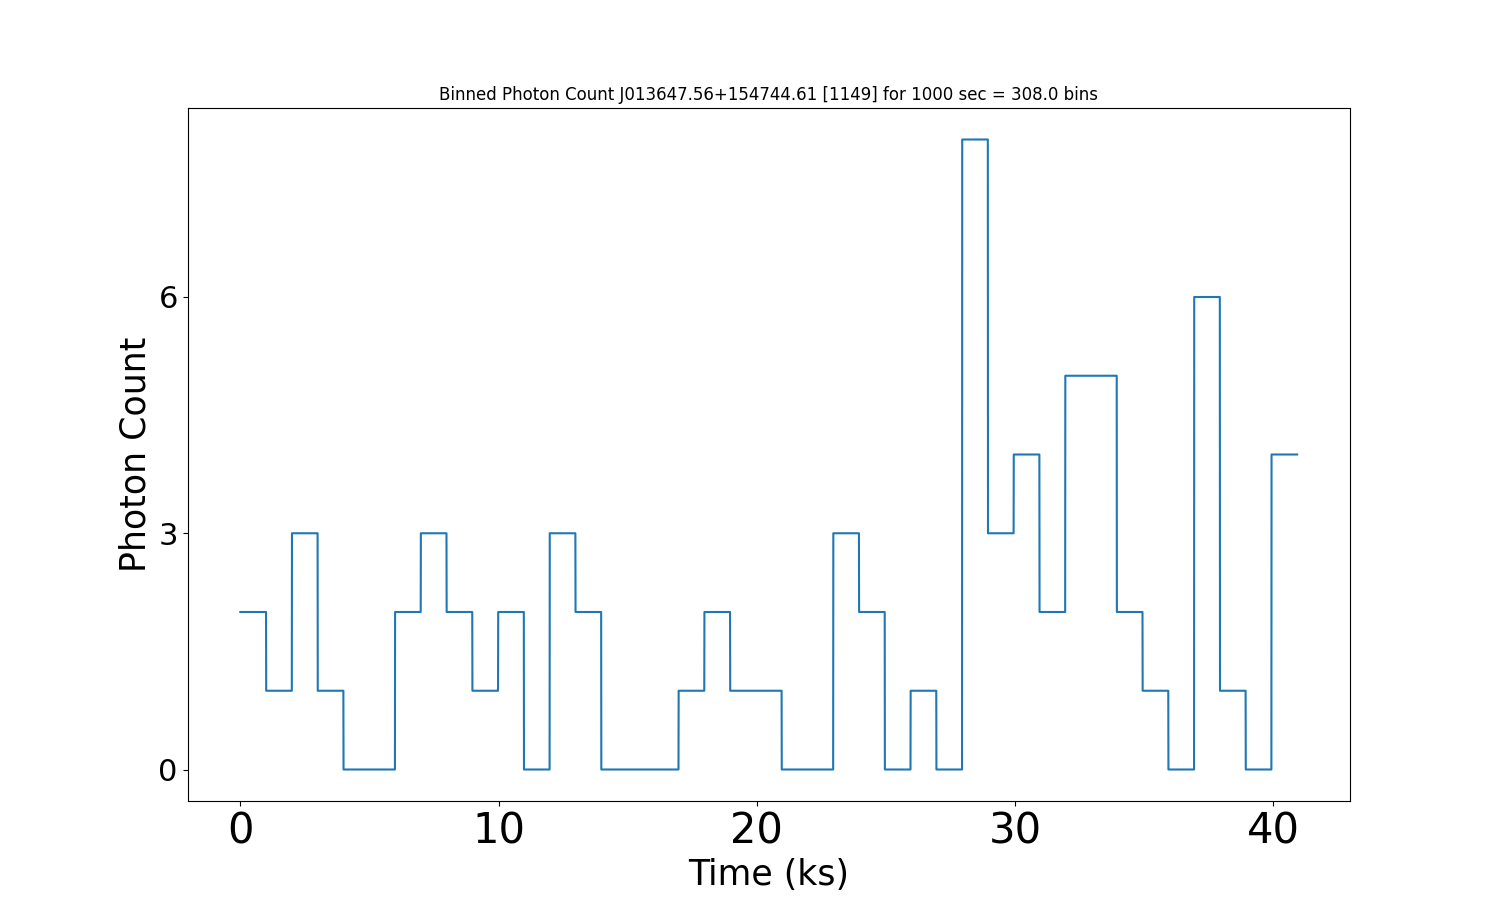 Binned Photon Count J013647.56+154744.61 [1149] for 1000 sec = 308.0 bins
6
3
0
Photon Count
0 10 20 30 40
Time (ks)